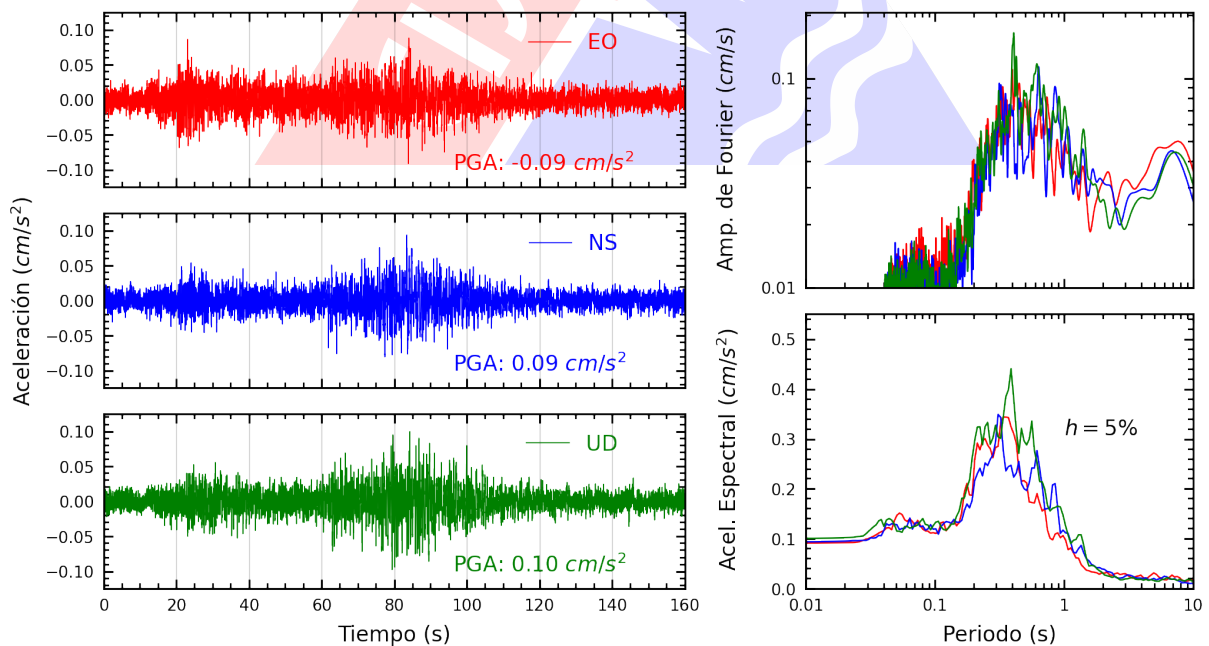 Aceleración (cm/s²)
0.10
0.05
0.00
−0.05
−0.10
EO
PGA: -0.09 cm/s²
0.10
0.05
0.00
−0.05
−0.10
NS
PGA: 0.09 cm/s²
0.10
0.05
0.00
−0.05
−0.10
UD
PGA: 0.10 cm/s²
0 20 40 60 80 100 120 140 160
Tiempo (s)
Amp. de Fourier (cm/s)
0.1
0.01
Acel. Espectral (cm/s²)
0.5
0.4
0.3
0.2
0.1
0.0
h = 5%
0.01 0.1 1 10
Periodo (s)